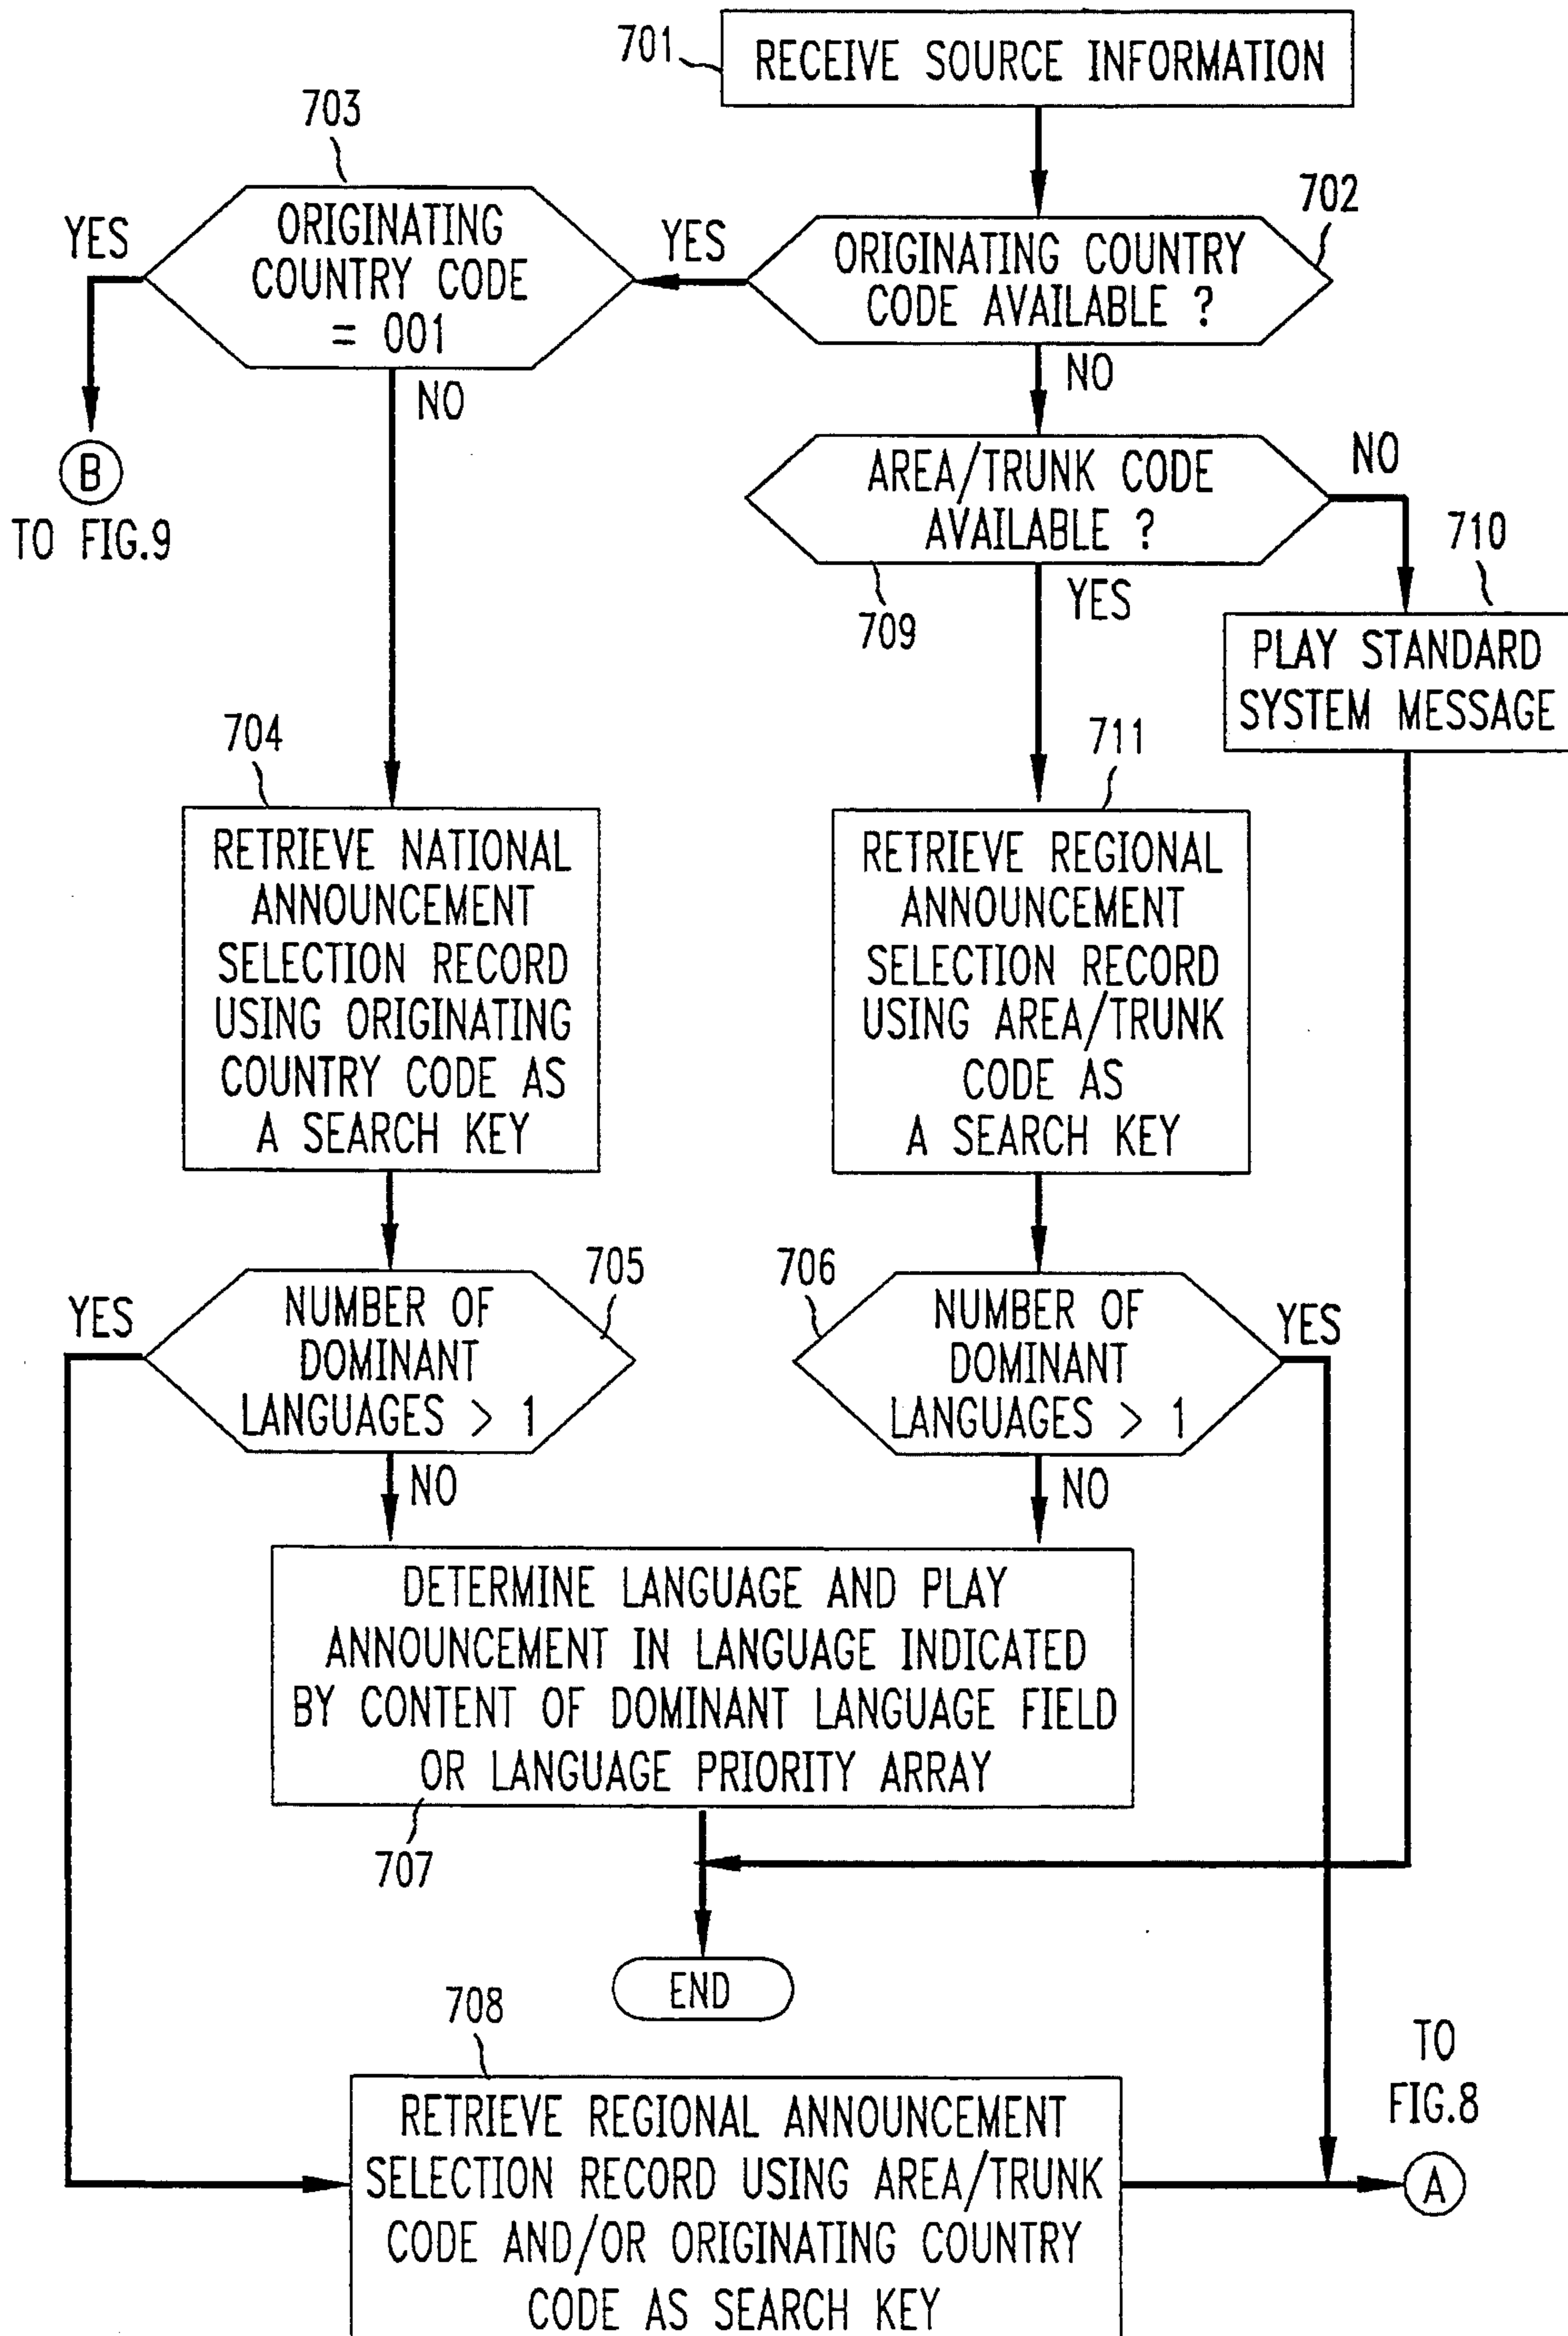 701
RECEIVE SOURCE INFORMATION
703
ORIGINATING
COUNTRY CODE
= 001
YES
NO
B
TO FIG.9
702
ORIGINATING COUNTRY
CODE AVAILABLE ?
YES
NO
AREA/TRUNK CODE
AVAILABLE ?
709
NO
YES
710
PLAY STANDARD
SYSTEM MESSAGE
704
RETRIEVE NATIONAL
ANNOUNCEMENT
SELECTION RECORD
USING ORIGINATING
COUNTRY CODE AS
A SEARCH KEY
711
RETRIEVE REGIONAL
ANNOUNCEMENT
SELECTION RECORD
USING AREA/TRUNK
CODE AS
A SEARCH KEY
YES
705
NUMBER OF
DOMINANT
LANGUAGES > 1
NO
706
NUMBER OF
DOMINANT
LANGUAGES > 1
YES
NO
DETERMINE LANGUAGE AND PLAY
ANNOUNCEMENT IN LANGUAGE INDICATED
BY CONTENT OF DOMINANT LANGUAGE FIELD
OR LANGUAGE PRIORITY ARRAY
707
END
708
RETRIEVE REGIONAL ANNOUNCEMENT
SELECTION RECORD USING AREA/TRUNK
CODE AND/OR ORIGINATING COUNTRY
CODE AS SEARCH KEY
TO
FIG.8
A